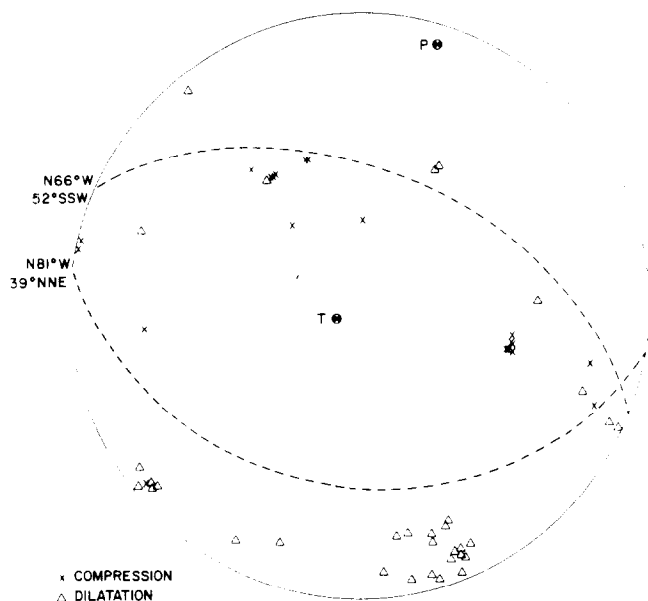 P
N66°W
52°SSW
N81°W
39°NNE
T
x COMPRESSION
△ DILATATION